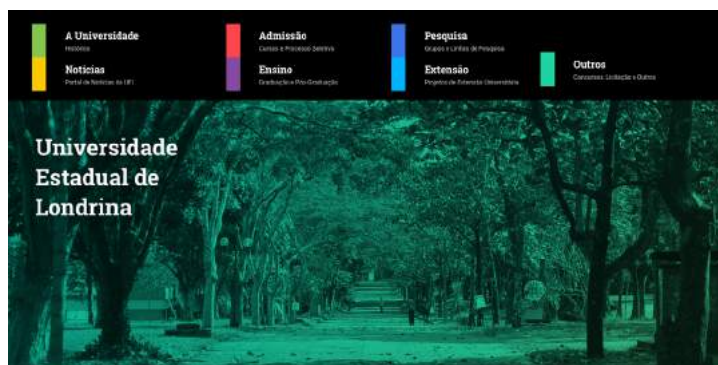 A Universidade
Histórico
Notícias
Portal de Notícias da UEL
Admissão
Cursos e Processo Seletivo
Ensino
Graduação e Pós-Graduação
Pesquisa
Grupos e Linhas de Pesquisa
Extensão
Projetos de Extensão Universitária
Outros
Concursos, Licitação e Outros
Universidade
Estadual de
Londrina